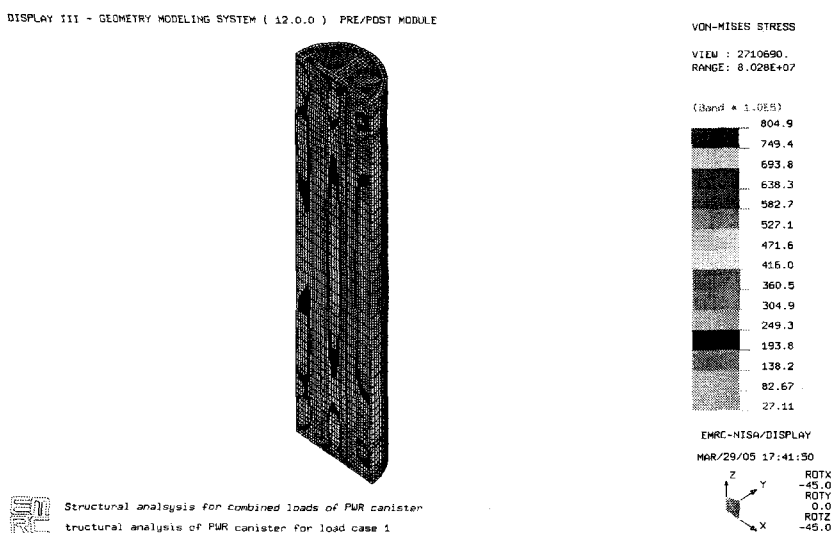 DISPLAY III - GEOMETRY MODELING SYSTEM ( 12.0.0 ) PRE/POST MODULE
VON-MISES STRESS
VIEW : 2710690.
RANGE: 8.028E+07
(Band * 1.0E5)
804.9
749.4
693.8
638.3
582.7
527.1
471.6
416.0
360.5
304.9
249.3
193.8
138.2
82.67
27.11
EMRC-NISA/DISPLAY
MAR/29/05 17:41:50
Z
Y
X
ROTX
-45.0
ROTY
0.0
ROTZ
-45.0
EMRC
Structural analsysis for combined loads of PWR canister
tructural analysis of PWR canister for load case 1